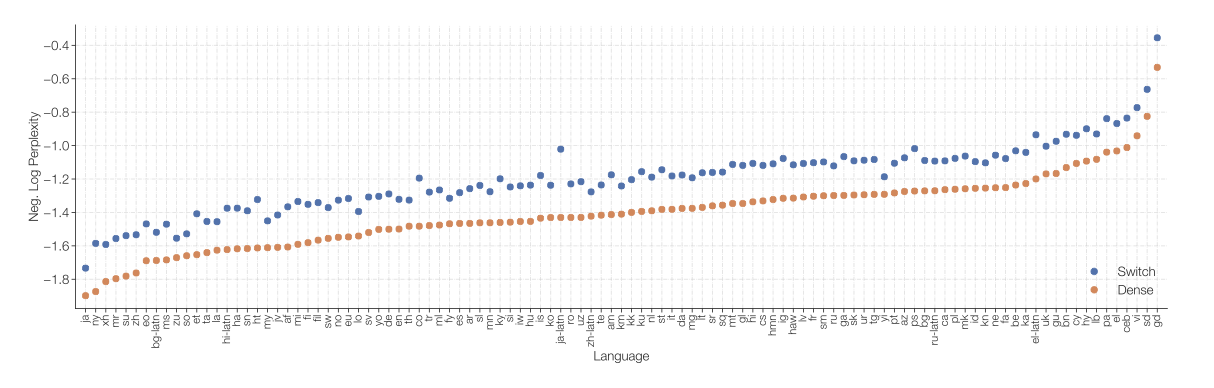 Neg. Log Perplexity
−0.4
−0.6
−0.8
−1.0
−1.2
−1.4
−1.6
−1.8
Switch
Dense
ja ny xh mr su zh eo bg-latn ms zu so et ta la hi-latn ha sn ht my jv af mi fi fil sw no eu lo sv yo de en th co tr ml fy es ar sl mn ky si iw hu is ko ja-latn ro uz zh-latn te am km kk ku nl st it da mg lt sr sq mt gl hi cs hmn ig haw lv fr sm ru ga sk ur tg yi pt az ps bg ru-latn ca pl mk id kn ne fa be ka el-latn uk gu bn cy hy lb pa el ceb vi sd gd
Language